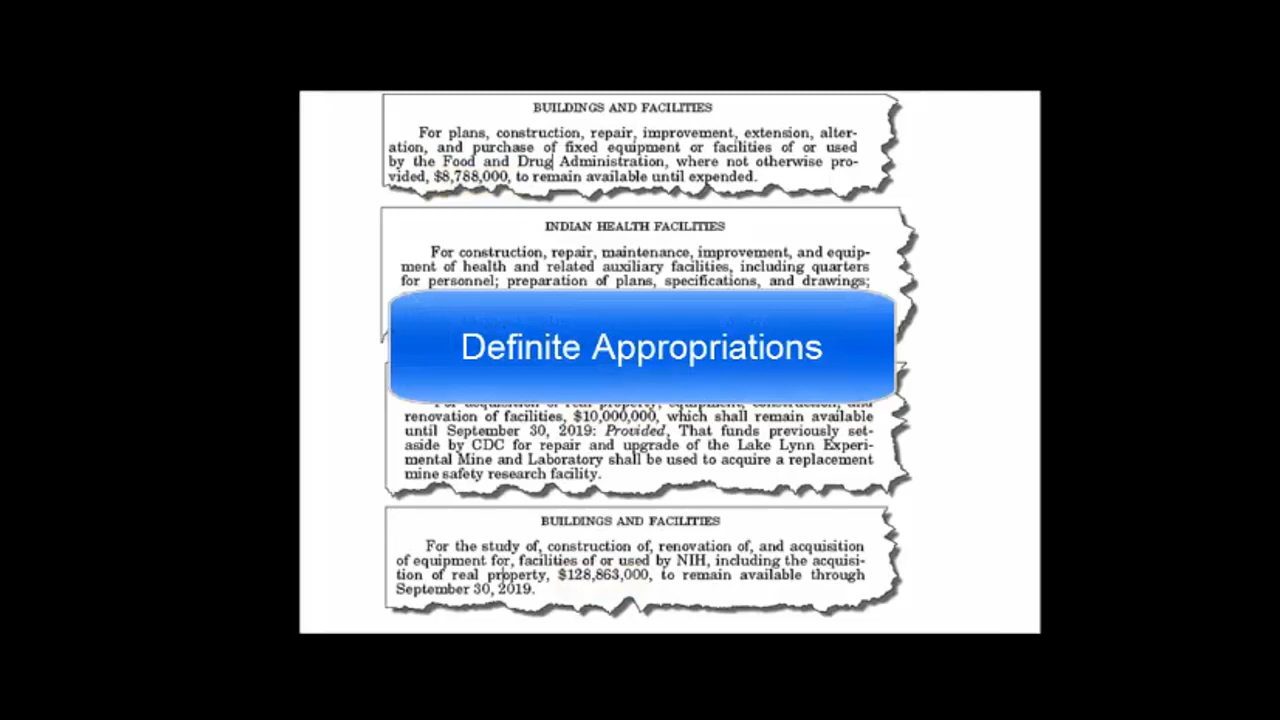 BUILDINGS AND FACILITIES
For plans, construction, repair, improvement, extension, alter-
ation, and purchase of fixed equipment or facilities of or used
by the Food and Drug Administration, where not otherwise pro-
vided, $8,788,000, to remain available until expended.
INDIAN HEALTH FACILITIES
For construction, repair, maintenance, improvement, and equip-
ment of health and related auxiliary facilities, including quarters
for personnel; preparation of plans, specifications, and drawings;
Definite Appropriations
renovation of facilities, $10,000,000, which shall remain available
until September 30, 2019: Provided, That funds previously set-
aside by CDC for repair and upgrade of the Lake Lynn Experi-
mental Mine and Laboratory shall be used to acquire a replacement
mine safety research facility.
BUILDINGS AND FACILITIES
For the study of, construction of, renovation of, and acquisition
of equipment for, facilities of or used by NIH, including the acquisi-
tion of real property, $128,863,000, to remain available through
September 30, 2019.